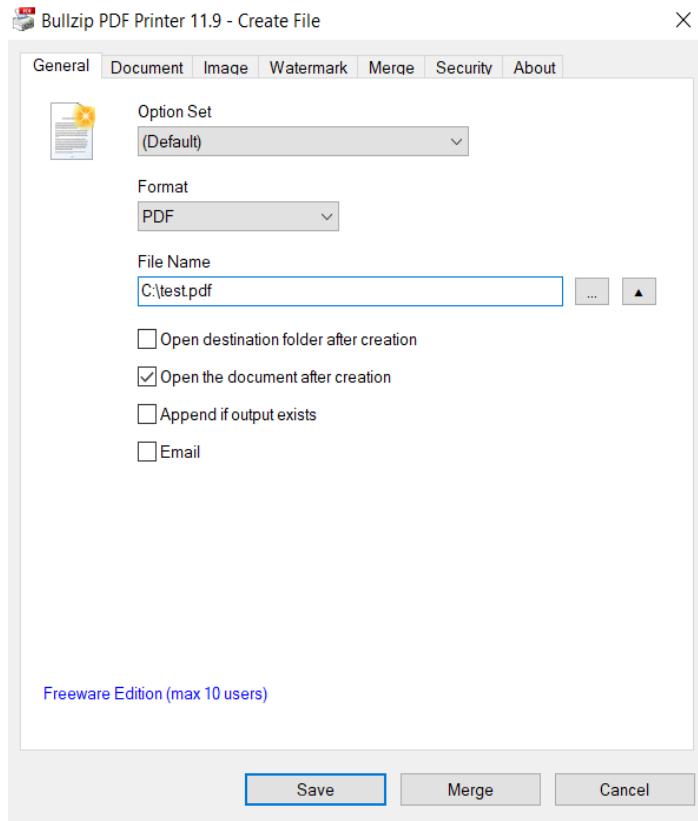 Bullzip PDF Printer 11.9 - Create File
General Document Image Watermark Merge Security About
Option Set
(Default)
Format
PDF
File Name
C:\test.pdf
...
Open destination folder after creation
Open the document after creation
Append if output exists
Email
Freeware Edition (max 10 users)
Save Merge Cancel